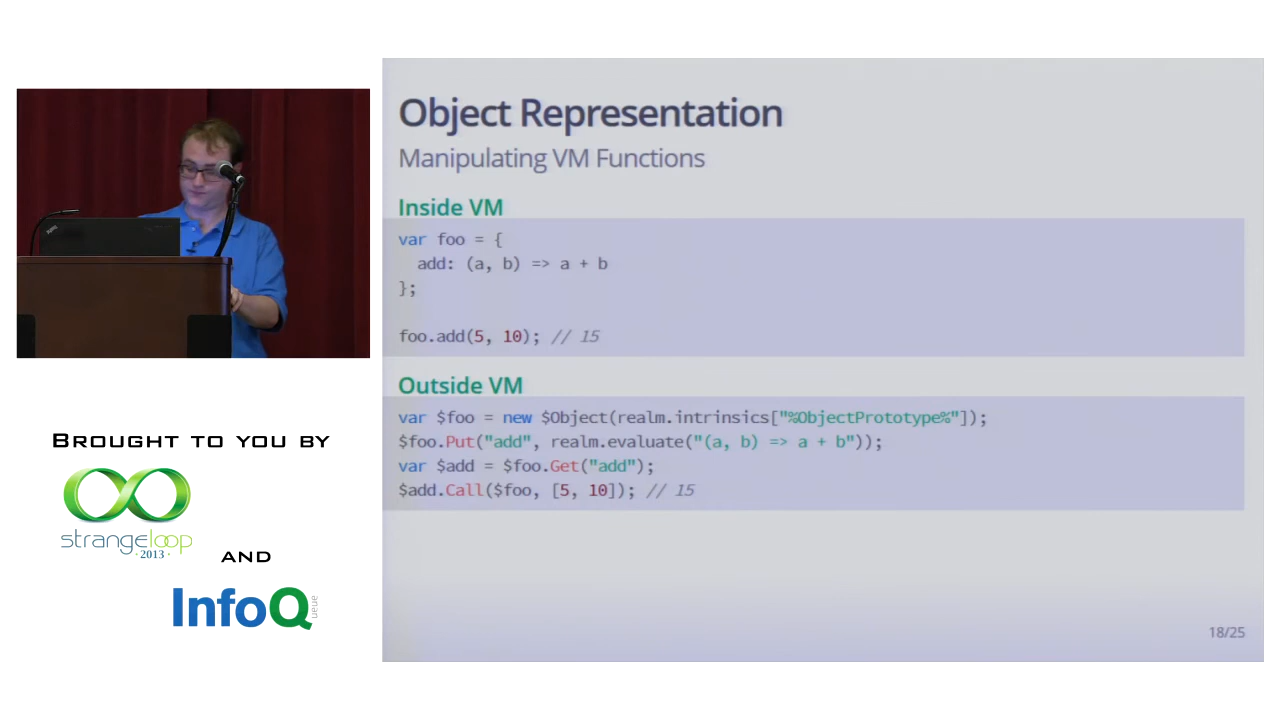 Object Representation
Manipulating VM Functions
Inside VM
var foo = {
  add: (a, b) => a + b
};
foo.add(5, 10); // 15
Outside VM
var $foo = new $Object(realm.intrinsics["%ObjectPrototype%"]);
$foo.Put("add", realm.evaluate("(a, b) => a + b"));
var $add = $foo.Get("add");
$add.Call($foo, [5, 10]); // 15
18/25
BROUGHT TO YOU BY
strangeloop
· 2013 ·
AND
InfoQ